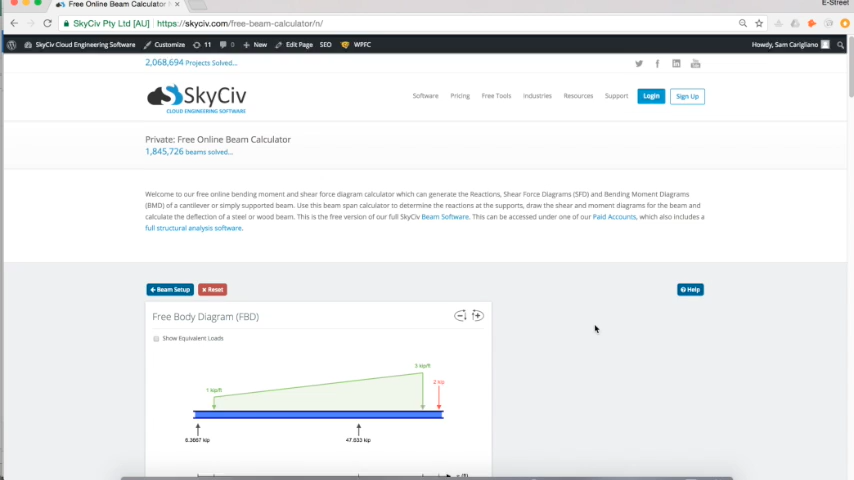 Free Online Beam Calculator
E-Street
SkyCiv Pty Ltd [AU] https://skyciv.com/free-beam-calculator/n/
SkyCiv Cloud Engineering Software Customize 11 0 New Edit Page SEO WPFC Howdy, Sam Carigliano
2,068,694 Projects Solved...
SkyCiv
CLOUD ENGINEERING SOFTWARE
Software Pricing Free Tools Industries Resources Support Login Sign Up
Private: Free Online Beam Calculator
1,845,726 beams solved...
Welcome to our free online bending moment and shear force diagram calculator which can generate the Reactions, Shear Force Diagrams (SFD) and Bending Moment Diagrams
(BMD) of a cantilever or simply supported beam. Use this beam span calculator to determine the reactions at the supports, draw the shear and moment diagrams for the beam and
calculate the deflection of a steel or wood beam. This is the free version of our full SkyCiv Beam Software. This can be accessed under one of our Paid Accounts, which also includes a
full structural analysis software.
Beam Setup Reset Help
Free Body Diagram (FBD)
Show Equivalent Loads
3 kip/ft
2 kip
1 kip/ft
47.833 kip